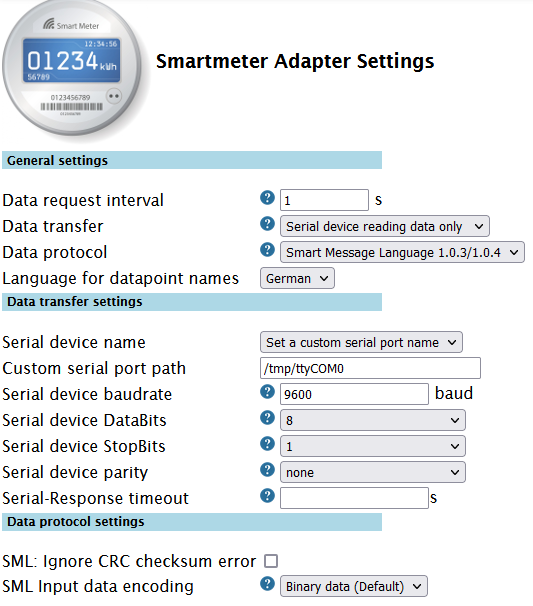 Smart Meter
12:34:56
01234 kWh
56789
0123456789
Smartmeter Adapter Settings
General settings
Data request interval ? 1 s
Data transfer ? Serial device reading data only
Data protocol ? Smart Message Language 1.0.3/1.0.4
Language for datapoint names German
Data transfer settings
Serial device name Set a custom serial port name
Custom serial port path /tmp/ttyCOM0
Serial device baudrate ? 9600 baud
Serial device DataBits ? 8
Serial device StopBits ? 1
Serial device parity ? none
Serial-Response timeout ? s
Data protocol settings
SML: Ignore CRC checksum error
SML Input data encoding ? Binary data (Default)